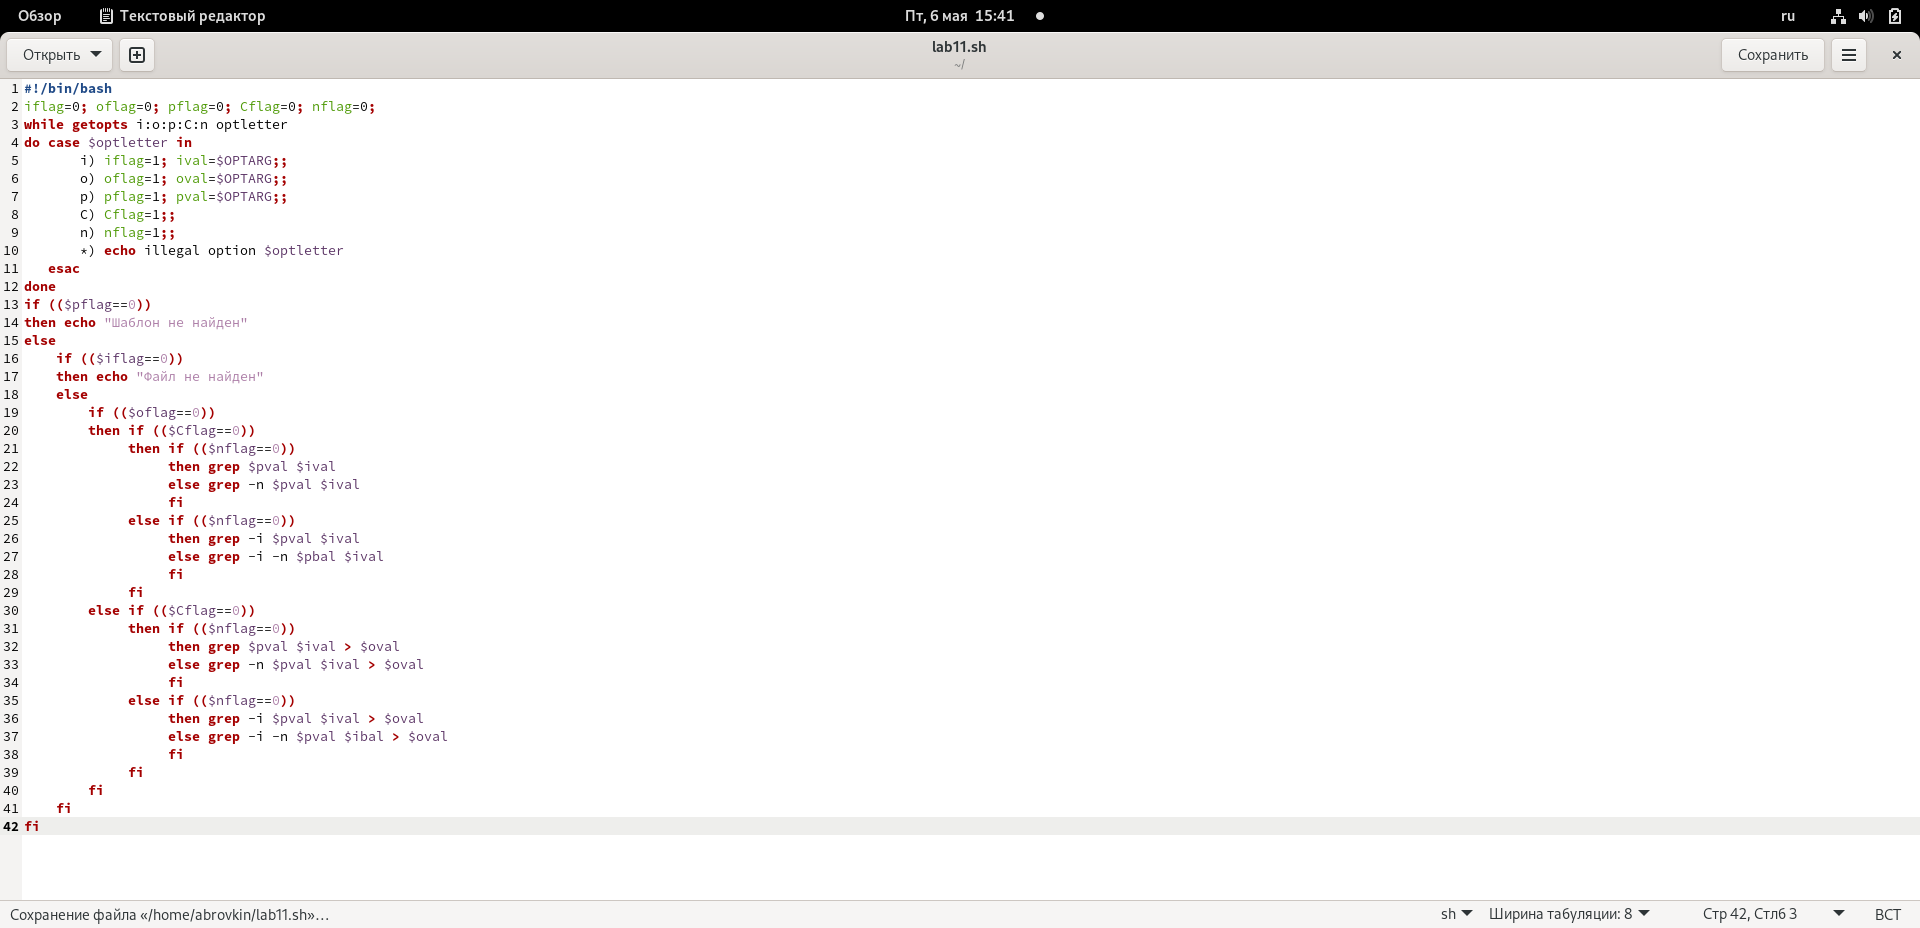 Обзор Текстовый редактор Пт, 6 мая 15:41 ru
Открыть lab11.sh Сохранить
~/
1 #!/bin/bash
2 iflag=0; oflag=0; pflag=0; Cflag=0; nflag=0;
3 while getopts i:o:p:C:n optletter
4 do case $optletter in
5        i) iflag=1; ival=$OPTARG;;
6        o) oflag=1; oval=$OPTARG;;
7        p) pflag=1; pval=$OPTARG;;
8        C) Cflag=1;;
9        n) nflag=1;;
10        *) echo illegal option $optletter
11    esac
12 done
13 if (($pflag==0))
14 then echo "Шаблон не найден"
15 else
16     if (($iflag==0))
17     then echo "Файл не найден"
18     else
19         if (($oflag==0))
20         then if (($Cflag==0))
21              then if (($nflag==0))
22                   then grep $pval $ival
23                   else grep -n $pval $ival
24                   fi
25              else if (($nflag==0))
26                   then grep -i $pval $ival
27                   else grep -i -n $pbal $ival
28                   fi
29              fi
30         else if (($Cflag==0))
31              then if (($nflag==0))
32                   then grep $pval $ival > $oval
33                   else grep -n $pval $ival > $oval
34                   fi
35              else if (($nflag==0))
36                   then grep -i $pval $ival > $oval
37                   else grep -i -n $pval $ibal > $oval
38                   fi
39              fi
40         fi
41     fi
42 fi
Сохранение файла «/home/abrovkin/lab11.sh»… sh Ширина табуляции: 8 Стр 42, Стлб 3 ВСТ